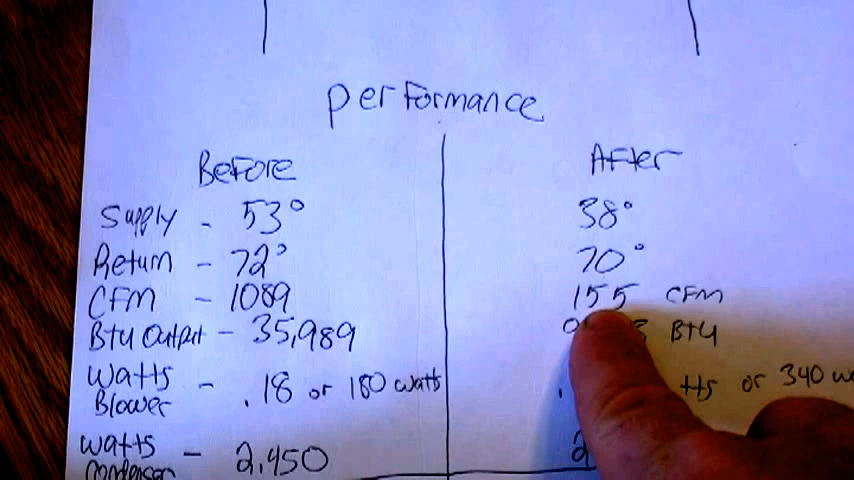 Performance
Before After
Supply - 53° 38°
Return - 72° 70°
CFM - 1089 155 CFM
Btu Output - 35,989 BTU
Watts
Blower - .18 or 180 watts or 340
Watts
Condenser - 2,450